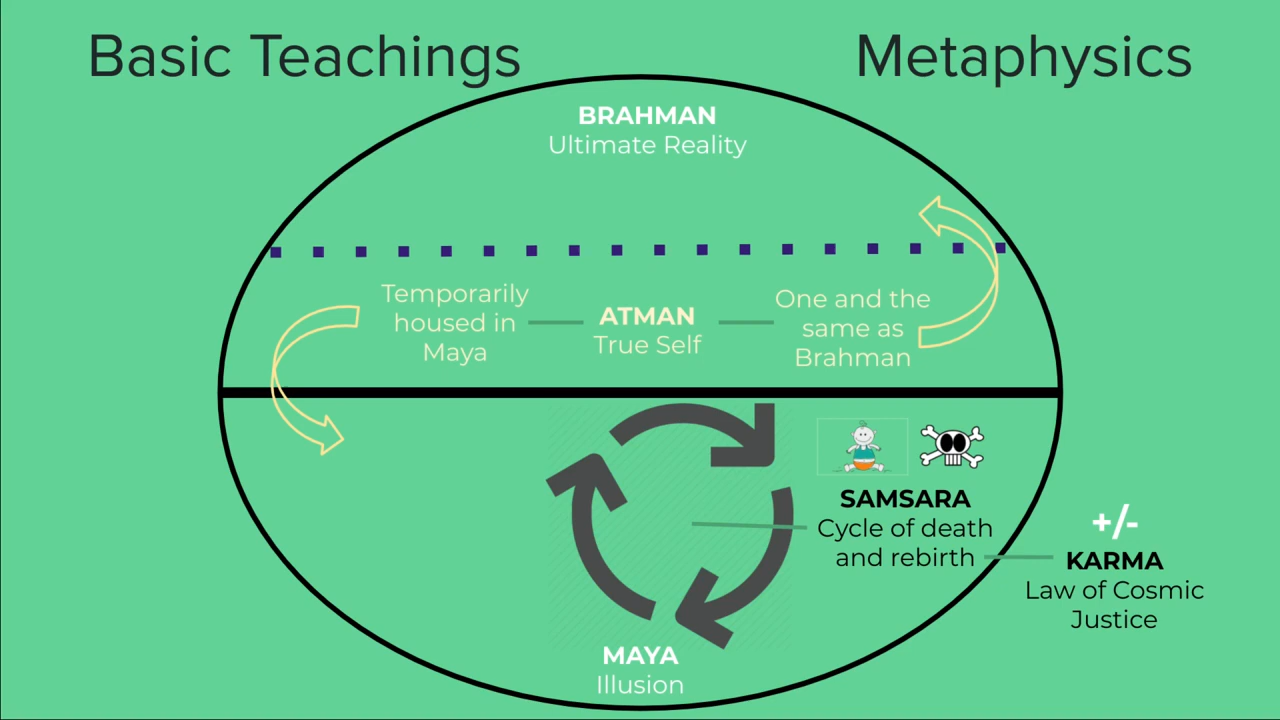 Basic Teachings
Metaphysics
BRAHMAN
Ultimate Reality
Temporarily
housed in
Maya
ATMAN
True Self
One and the
same as
Brahman
SAMSARA
Cycle of death
and rebirth
+/-
KARMA
Law of Cosmic
Justice
MAYA
Illusion